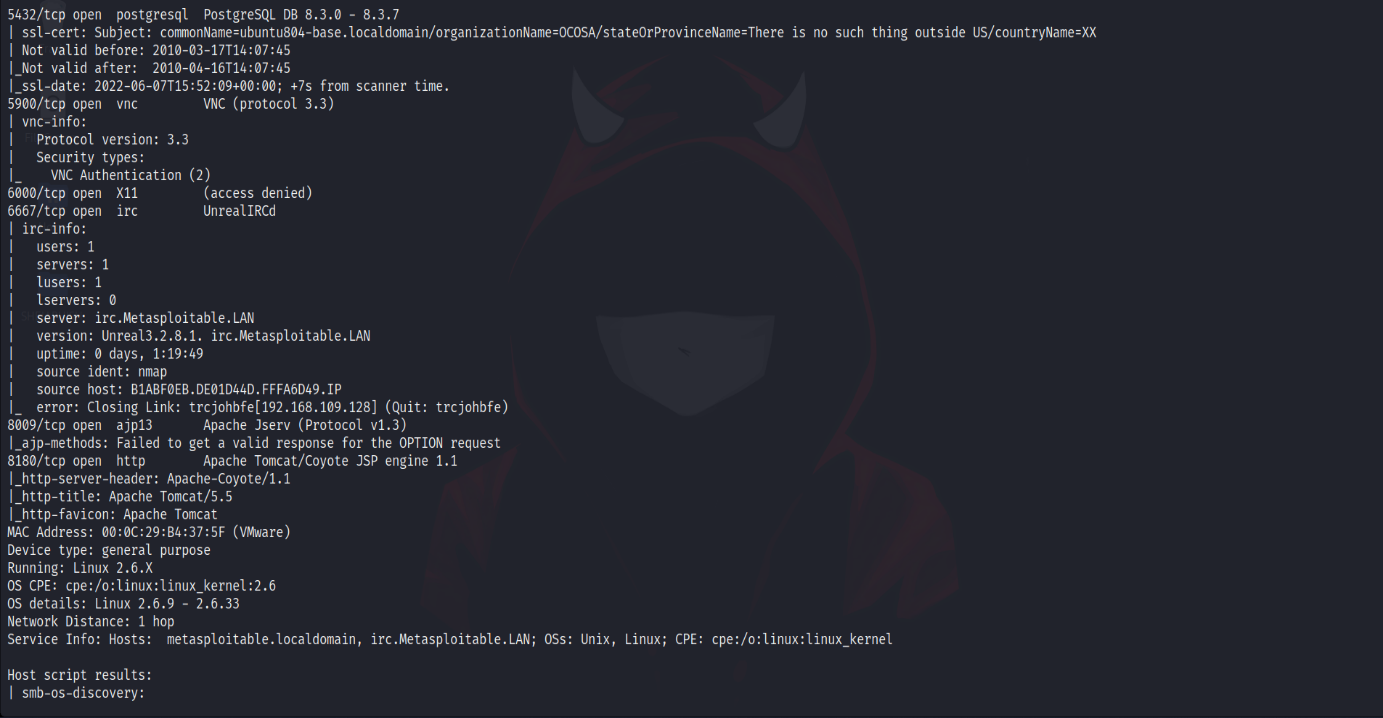 5432/tcp open  postgresql  PostgreSQL DB 8.3.0 - 8.3.7
| ssl-cert: Subject: commonName=ubuntu804-base.localdomain/organizationName=OCOSA/stateOrProvinceName=There is no such thing outside US/countryName=XX
| Not valid before: 2010-03-17T14:07:45
|_Not valid after:  2010-04-16T14:07:45
|_ssl-date: 2022-06-07T15:52:09+00:00; +7s from scanner time.
5900/tcp open  vnc         VNC (protocol 3.3)
| vnc-info:
|   Protocol version: 3.3
|   Security types:
|_    VNC Authentication (2)
6000/tcp open  X11         (access denied)
6667/tcp open  irc         UnrealIRCd
| irc-info:
|   users: 1
|   servers: 1
|   lusers: 1
|   lservers: 0
|   server: irc.Metasploitable.LAN
|   version: Unreal3.2.8.1. irc.Metasploitable.LAN
|   uptime: 0 days, 1:19:49
|   source ident: nmap
|   source host: B1ABF0EB.DE01D44D.FFFA6D49.IP
|_  error: Closing Link: trcjohbfe[192.168.109.128] (Quit: trcjohbfe)
8009/tcp open  ajp13       Apache Jserv (Protocol v1.3)
|_ajp-methods: Failed to get a valid response for the OPTION request
8180/tcp open  http        Apache Tomcat/Coyote JSP engine 1.1
|_http-server-header: Apache-Coyote/1.1
|_http-title: Apache Tomcat/5.5
|_http-favicon: Apache Tomcat
MAC Address: 00:0C:29:B4:37:5F (VMware)
Device type: general purpose
Running: Linux 2.6.X
OS CPE: cpe:/o:linux:linux_kernel:2.6
OS details: Linux 2.6.9 - 2.6.33
Network Distance: 1 hop
Service Info: Hosts:  metasploitable.localdomain, irc.Metasploitable.LAN; OSs: Unix, Linux; CPE: cpe:/o:linux:linux_kernel

Host script results:
| smb-os-discovery: